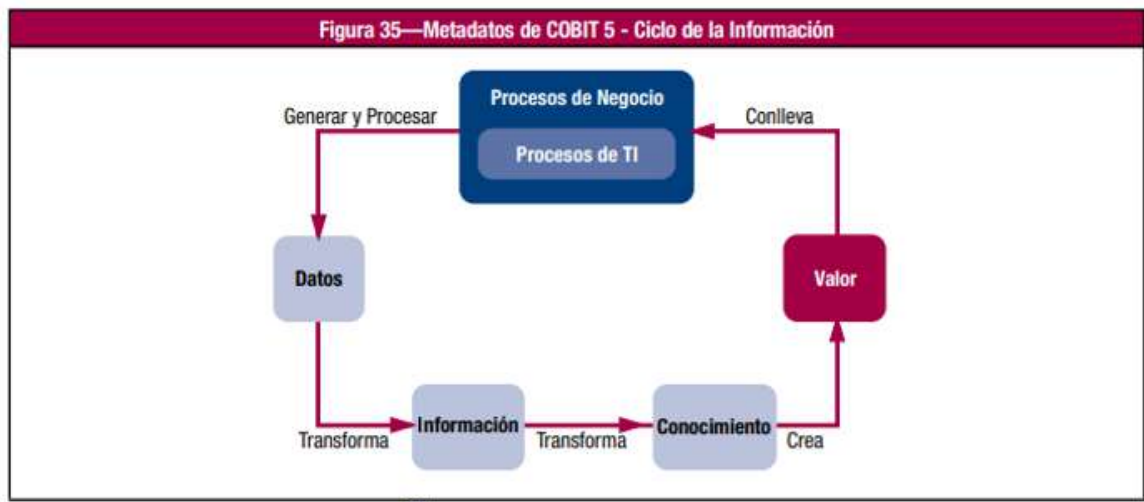 Figura 35—Metadatos de COBIT 5 - Ciclo de la Información
Procesos de Negocio
Generar y Procesar
Conlleva
Procesos de TI
Datos
Valor
Información
Conocimiento
Transforma
Transforma
Crea